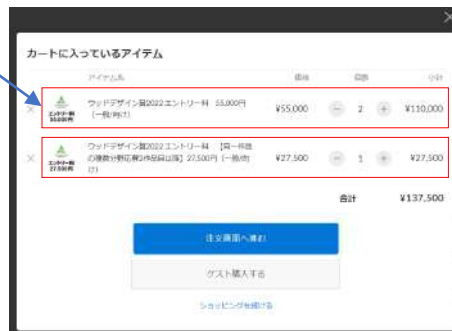 カートに入っているアイテム
アイテム名 価格 個数 小計
エントリー料
55,000円
ウッドデザイン賞2022 エントリー料 55,000円
(一般/向け)
¥55,000 2 ¥110,000
エントリー料
27,500円
ウッドデザイン賞2022 エントリー料 【同一作品
の複数分野応募2作品目以降】27,500円(一般/向
け)
¥27,500 1 ¥27,500
合計 ¥137,500
注文画面へ進む
ゲスト購入する
ショッピングを続ける